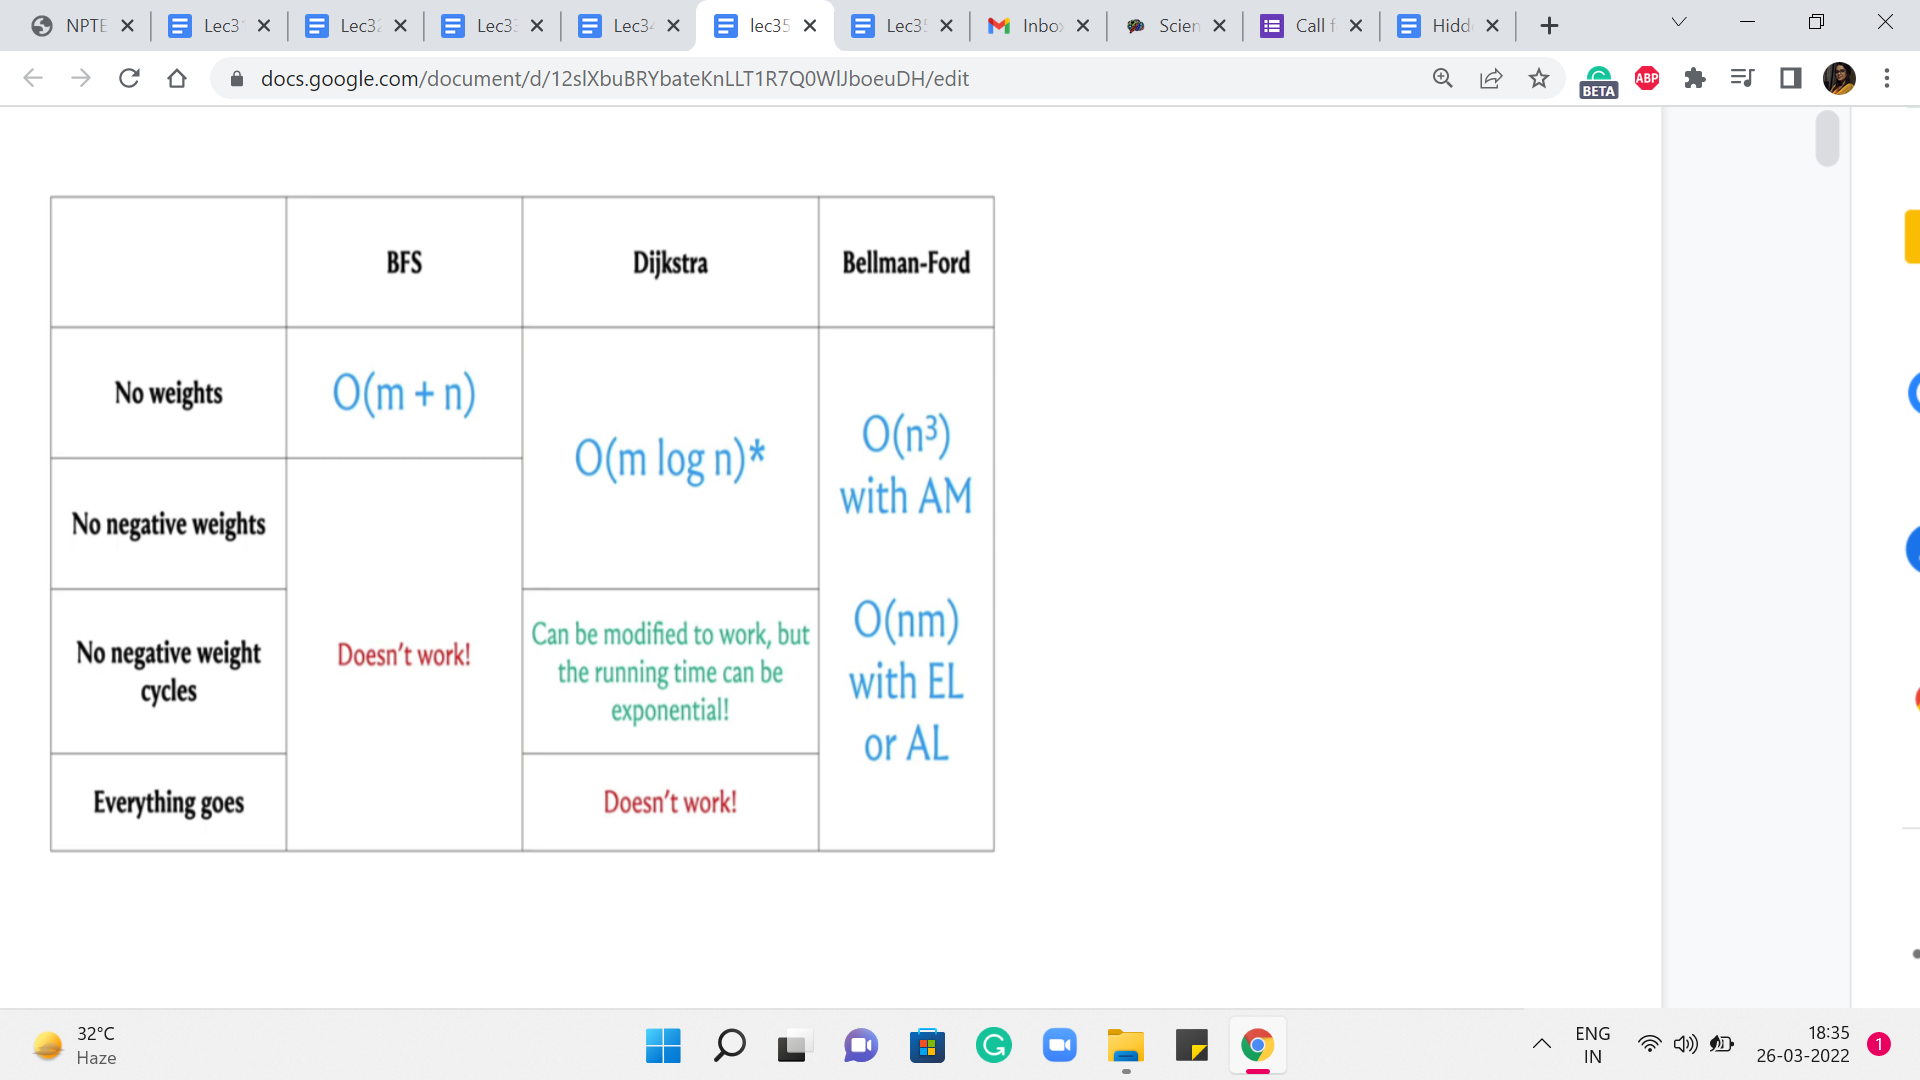 NPTE
Lec3
Lec3
Lec3
Lec3
lec35
Lec3
Inbo
Scien
Call f
Hidd
docs.google.com/document/d/12slXbuBRYbateKnLLT1R7Q0WlJboeuDH/edit
BETA
ABP
BFS
Dijkstra
Bellman-Ford
No weights
O(m + n)
O(m log n)*
O(n³)
with AM
No negative weights
No negative weight
cycles
Doesn't work!
Can be modified to work, but
the running time can be
exponential!
O(nm)
with EL
or AL
Everything goes
Doesn't work!
32°C
Haze
ENG
IN
18:35
26-03-2022
1